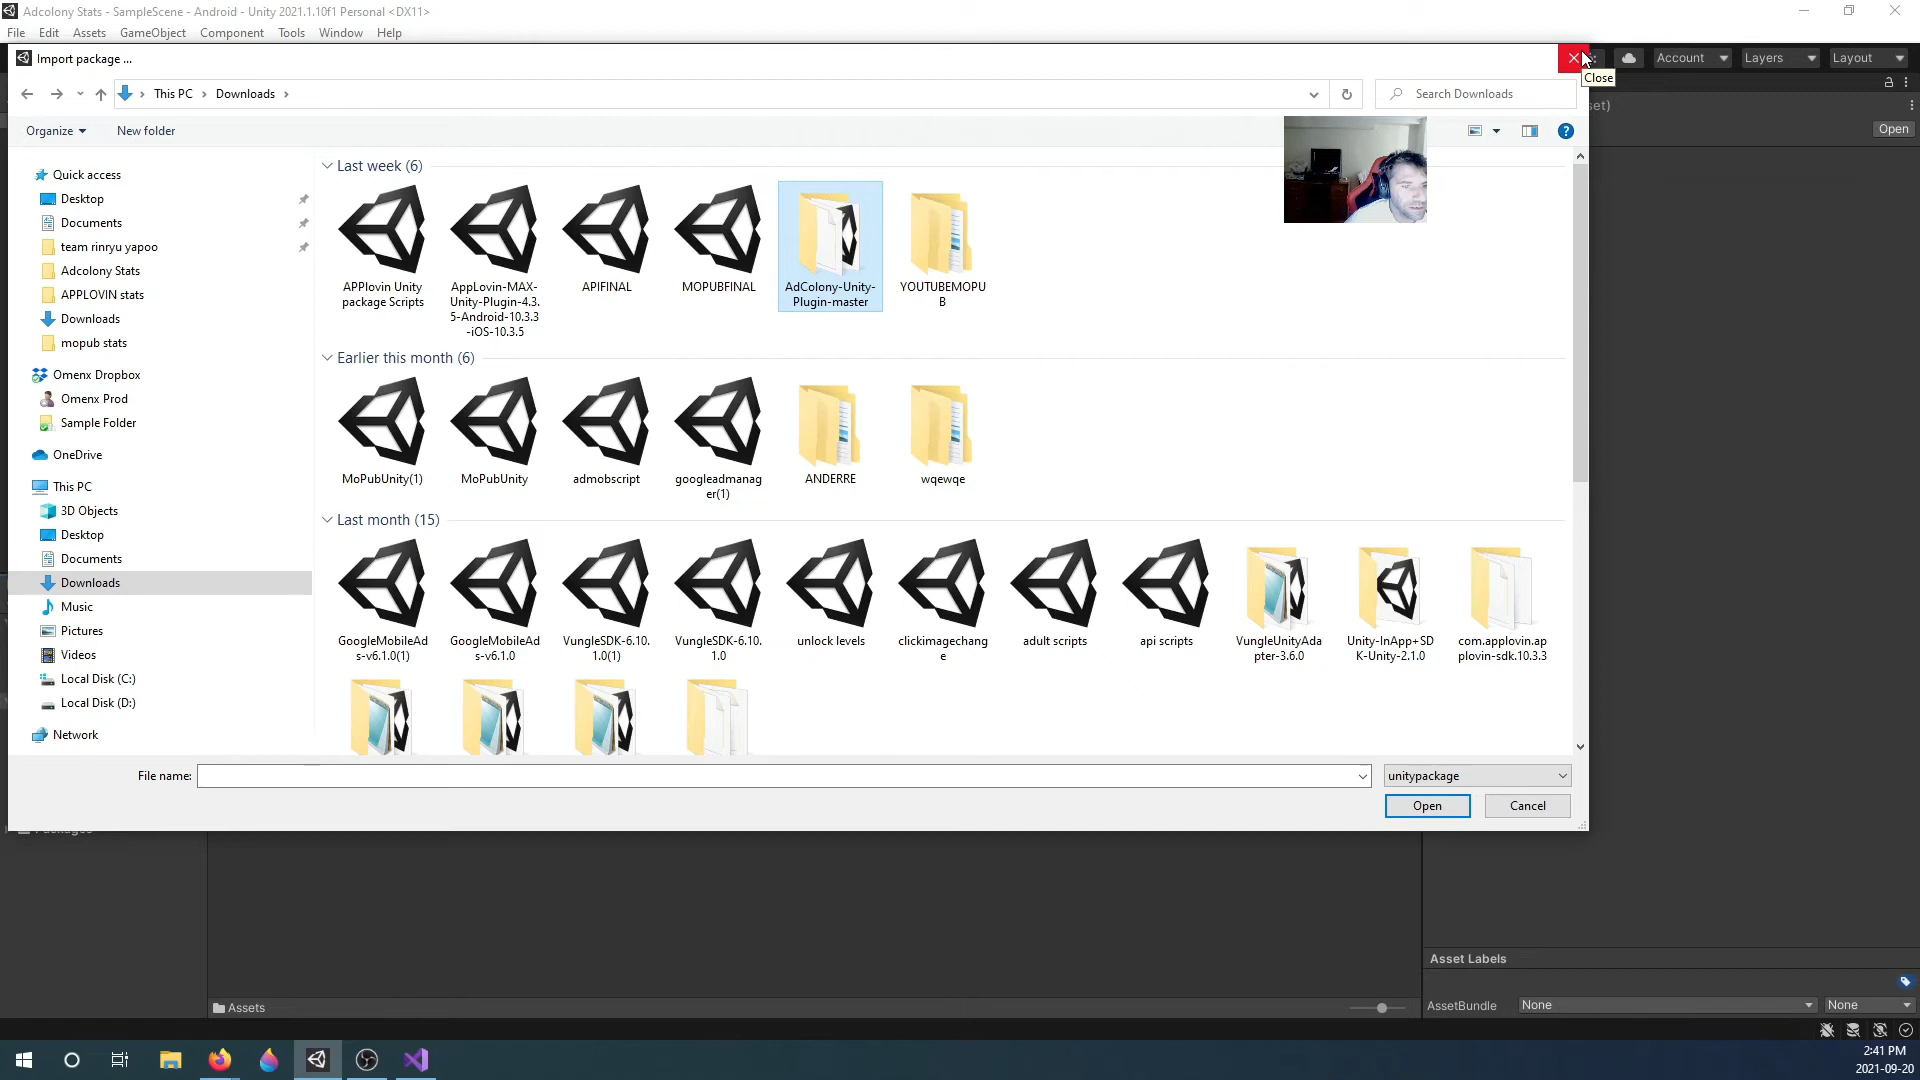 Adcolony Stats - SampleScene - Android - Unity 2021.1.10f1 Personal <DX11>
File Edit Assets GameObject Component Tools Window Help
Import package ...
Account Layers Layout
Close
This PC > Downloads >
Search Downloads
set)
Organize New folder
Open
Quick access
Desktop
Documents
team rinryu yapoo
Adcolony Stats
APPLOVIN stats
Downloads
mopub stats
Omenx Dropbox
Omenx Prod
Sample Folder
OneDrive
This PC
3D Objects
Desktop
Documents
Downloads
Music
Pictures
Videos
Local Disk (C:)
Local Disk (D:)
Network
Last week (6)
APPlovin Unity
package Scripts
AppLovin-MAX-
Unity-Plugin-4.3.
5-Android-10.3.3
-iOS-10.3.5
APIFINAL
MOPUBFINAL
AdColony-Unity-
Plugin-master
YOUTUBEMOPU
B
Earlier this month (6)
MoPubUnity(1)
MoPubUnity
admobscript
googleadmanag
er(1)
ANDERRE
wqewqe
Last month (15)
GoogleMobileAd
s-v6.1.0(1)
GoogleMobileAd
s-v6.1.0
VungleSDK-6.10.
1.0(1)
VungleSDK-6.10.
1.0
unlock levels
clickimagechang
e
adult scripts
api scripts
VungleUnityAda
pter-3.6.0
Unity-InApp+SD
K-Unity-2.1.0
com.applovin.ap
plovin-sdk.10.3.3
File name:
unitypackage
Open Cancel
Packages
Asset Labels
Assets
AssetBundle None None
2:41 PM
2021-09-20